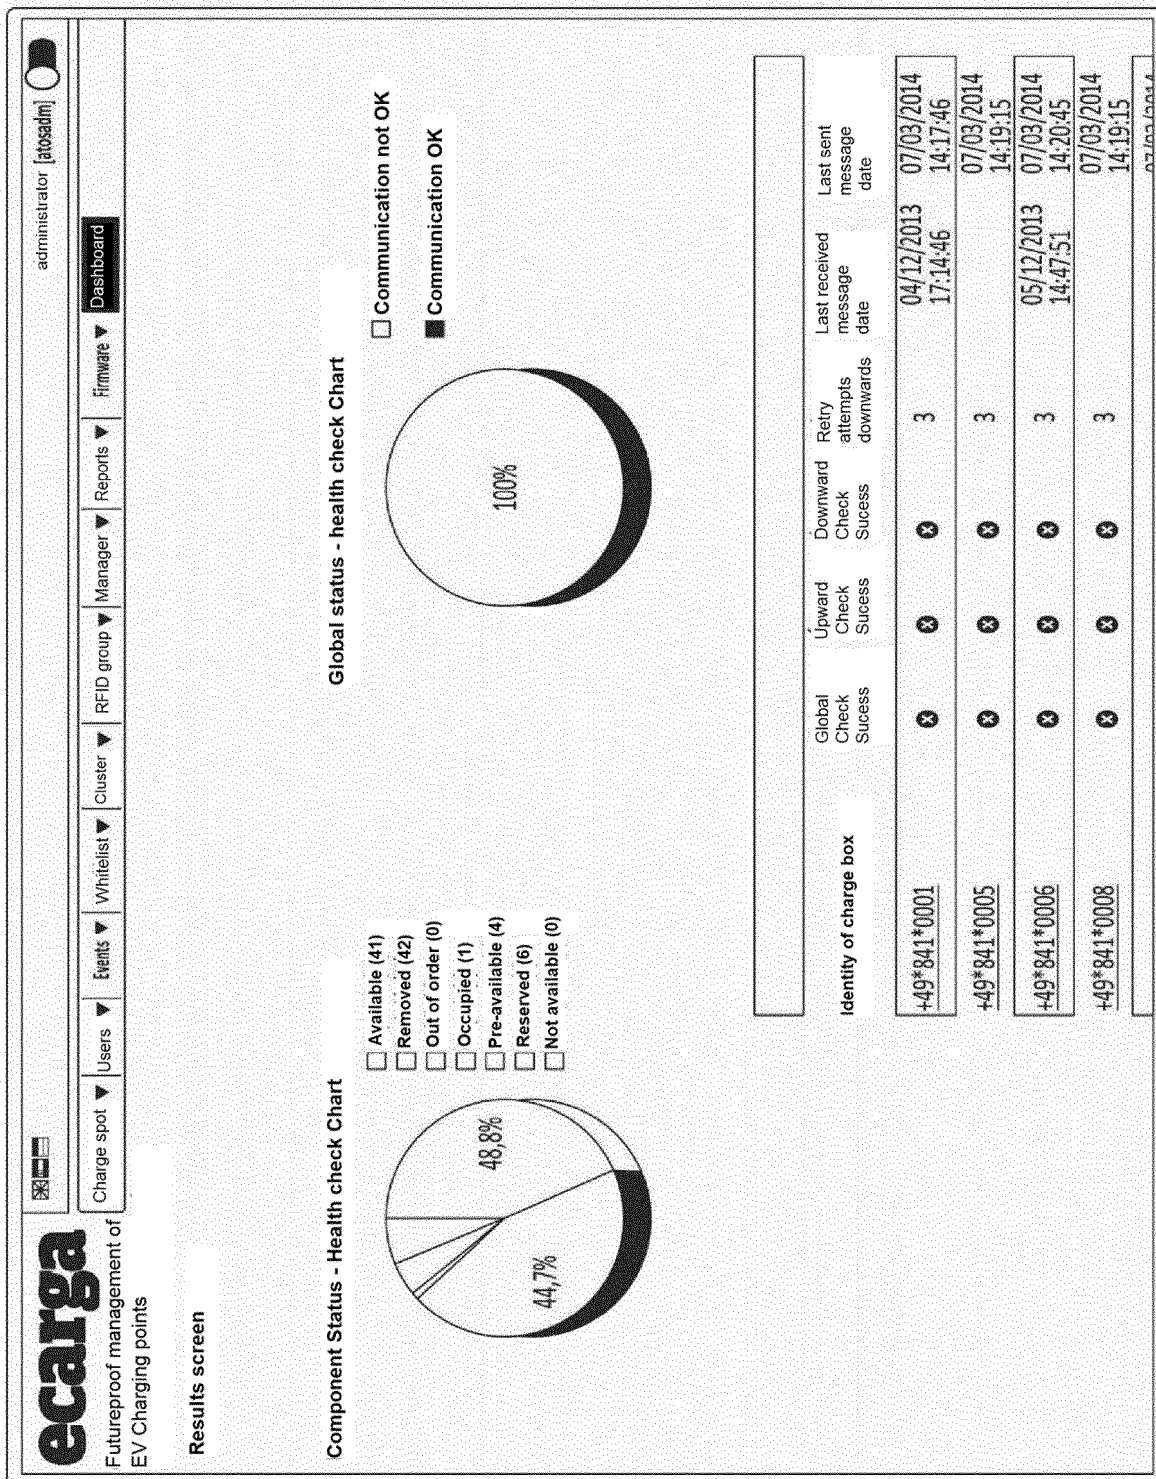 ecarga
Futureproof management of
EV Charging points
administrator [atosadm]
Charge spot ▼ Users ▼ Events ▼ Whitelist ▼ Cluster ▼ RFID group ▼ Manager ▼ Reports ▼ Firmware ▼ Dashboard
Results screen
Component Status - Health check Chart
48,8%
44,7%
Available (41)
Removed (42)
Out of order (0)
Occupied (1)
Pre-available (4)
Reserved (6)
Not available (0)
Global status - health check Chart
100%
Communication not OK
Communication OK
Identity of charge box
Global
Check
Sucess
Upward
Check
Sucess
Downward
Check
Sucess
Retry
attempts
downwards
Last received
message
date
Last sent
message
date
+49*841*0001 3 04/12/2013 07/03/2014
17:14:46 14:17:46
+49*841*0005 3 07/03/2014
14:19:15
+49*841*0006 3 05/12/2013 07/03/2014
14:47:51 14:20:45
+49*841*0008 3 07/03/2014
14:19:15